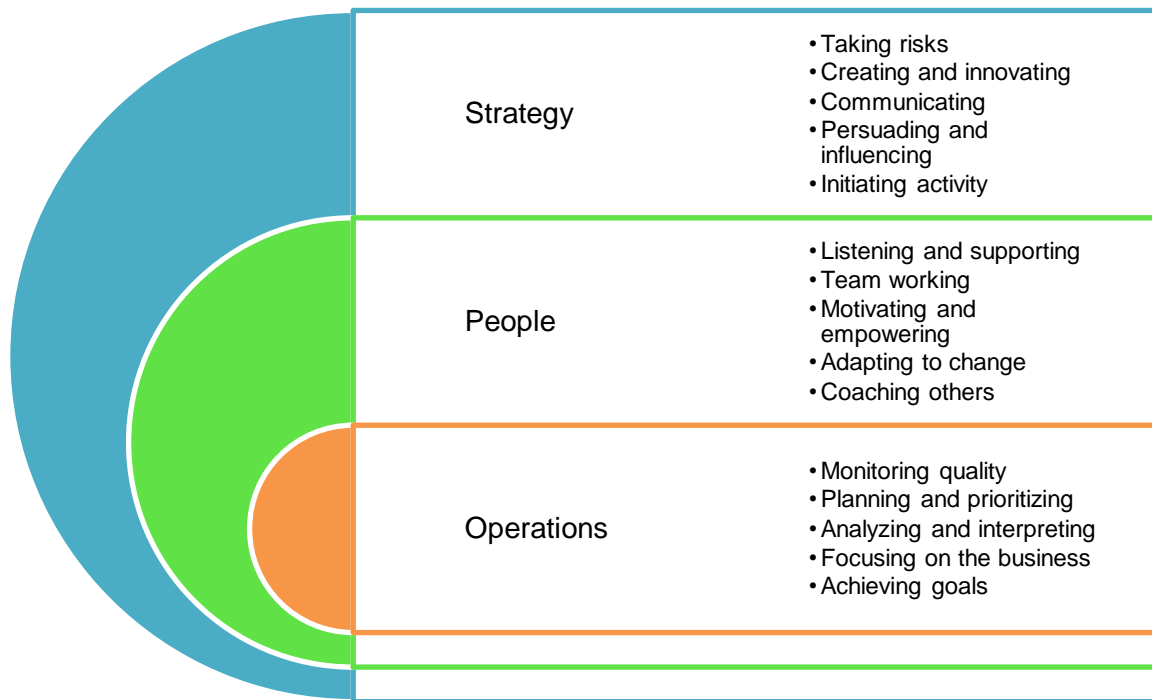 Strategy
•Taking risks
•Creating and innovating
•Communicating
•Persuading and
influencing
•Initiating activity
People
•Listening and supporting
•Team working
•Motivating and
empowering
•Adapting to change
•Coaching others
Operations
•Monitoring quality
•Planning and prioritizing
•Analyzing and interpreting
•Focusing on the business
•Achieving goals